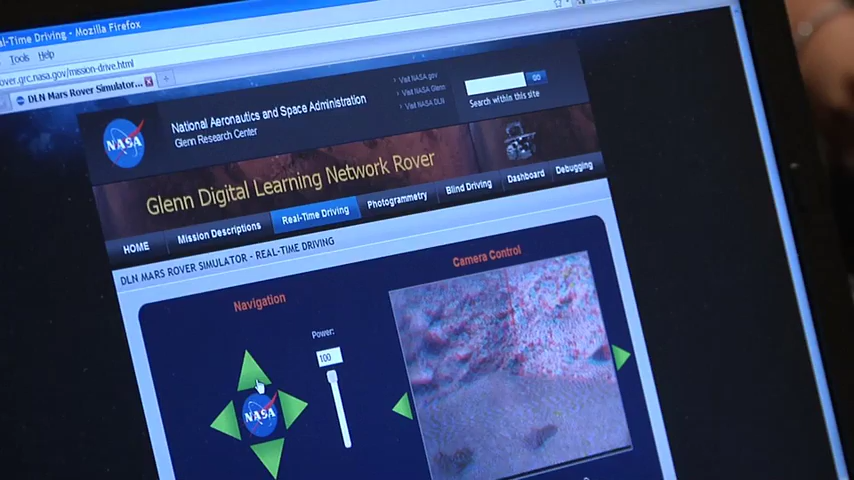 al-Time Driving - Mozilla Firefox
Tools Help
over.grc.nasa.gov/mission-drive.html
DLN Mars Rover Simulator...
National Aeronautics and Space Administration
Glenn Research Center
Visit NASA.gov
Visit NASA Glenn
Visit NASA DLN
GO
Search within this site
NASA
Glenn Digital Learning Network Rover
HOME Mission Descriptions Real-Time Driving Photogrammetry Blind Driving Dashboard Debugging
DLN MARS ROVER SIMULATOR - REAL-TIME DRIVING
Navigation
Camera Control
Power:
100
NASA